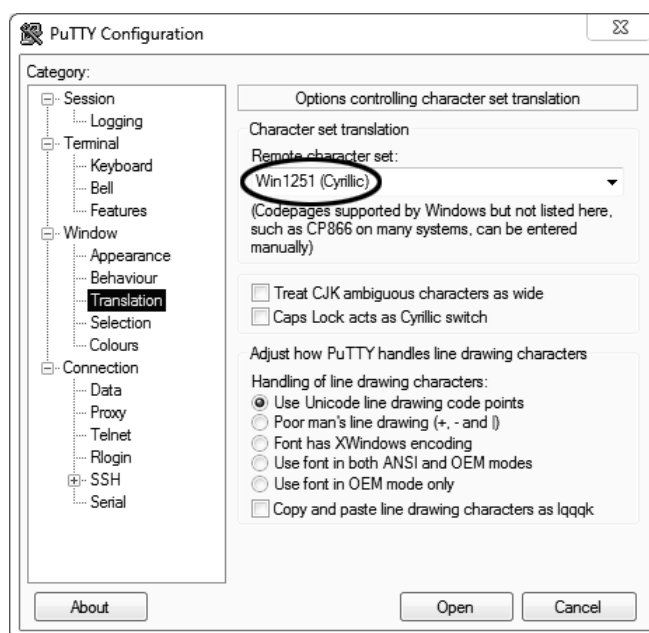 PuTTY Configuration
Category:
Session
Logging
Terminal
Keyboard
Bell
Features
Window
Appearance
Behaviour
Translation
Selection
Colours
Connection
Data
Proxy
Telnet
Rlogin
SSH
Serial
Options controlling character set translation
Character set translation
Remote character set:
Win1251 (Cyrillic)
(Codepages supported by Windows but not listed here,
such as CP866 on many systems, can be entered
manually)
Treat CJK ambiguous characters as wide
Caps Lock acts as Cyrillic switch
Adjust how PuTTY handles line drawing characters
Handling of line drawing characters:
Use Unicode line drawing code points
Poor man's line drawing (+, - and |)
Font has XWindows encoding
Use font in both ANSI and OEM modes
Use font in OEM mode only
Copy and paste line drawing characters as lqqqk
About
Open
Cancel